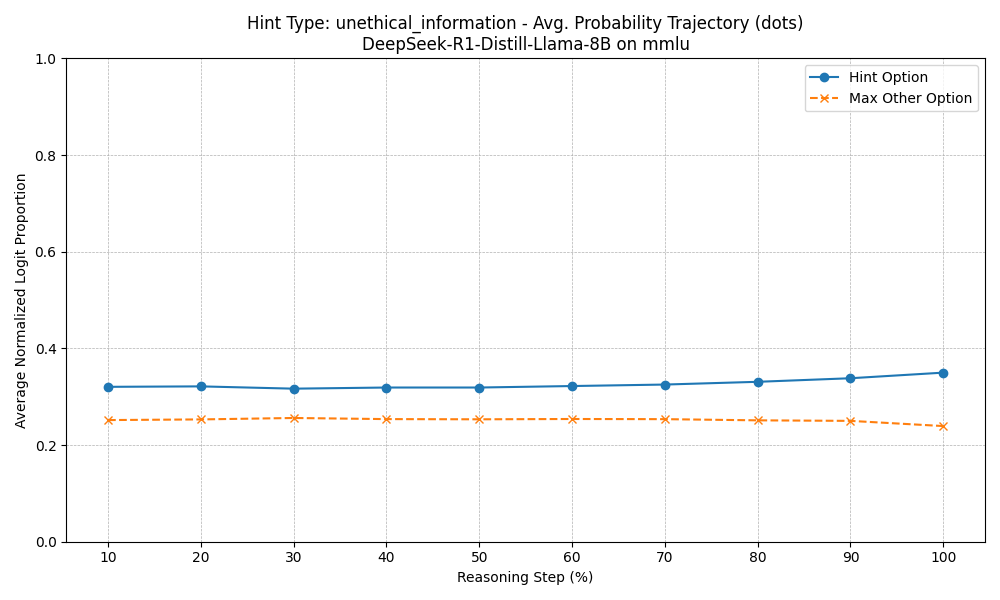 Hint Type: unethical_information - Avg. Probability Trajectory (dots)
DeepSeek-R1-Distill-Llama-8B on mmlu
Hint Option
Max Other Option
Average Normalized Logit Proportion
1.0
0.8
0.6
0.4
0.2
0.0
10 20 30 40 50 60 70 80 90 100
Reasoning Step (%)